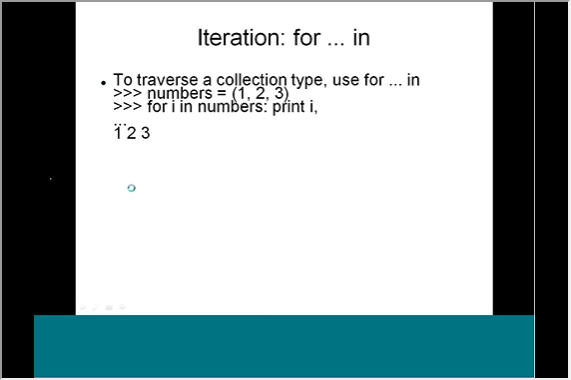 Iteration: for ... in
• To traverse a collection type, use for ... in
>>> numbers = (1, 2, 3)
>>> for i in numbers: print i,
...
1 2 3